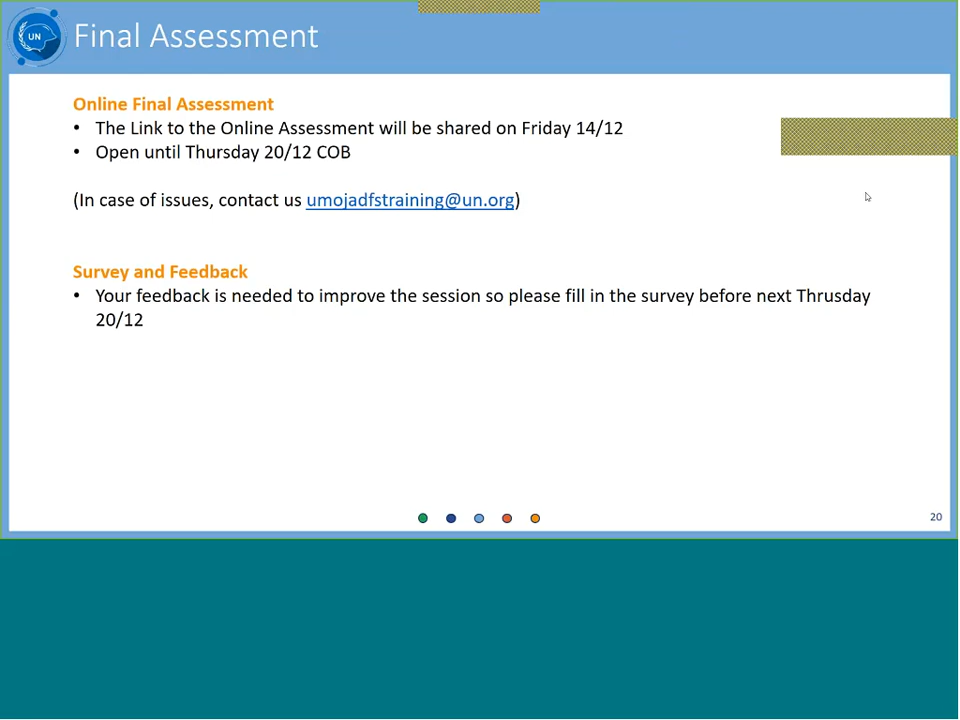 UN
Final Assessment
Online Final Assessment
• The Link to the Online Assessment will be shared on Friday 14/12
• Open until Thursday 20/12 COB
(In case of issues, contact us umojadfstraining@un.org)
Survey and Feedback
• Your feedback is needed to improve the session so please fill in the survey before next Thrusday
20/12
20